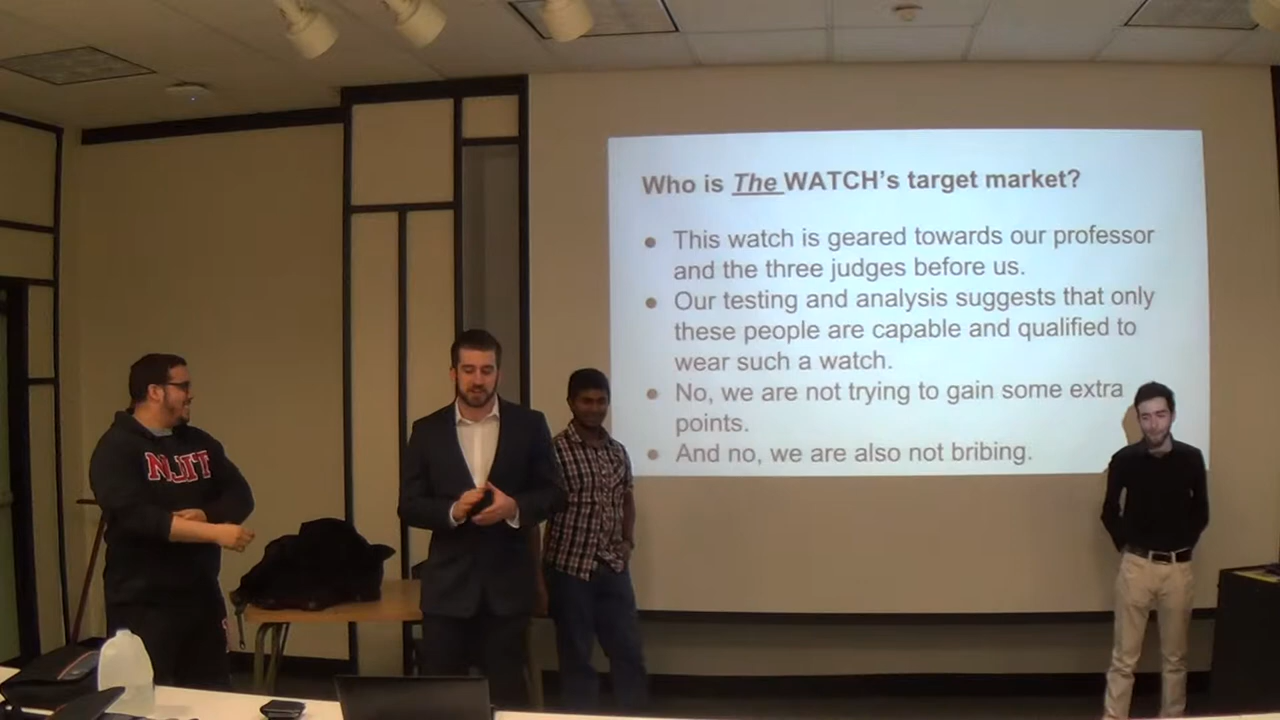 Who is The WATCH's target market?
● This watch is geared towards our professor
and the three judges before us.
● Our testing and analysis suggests that only
these people are capable and qualified to
wear such a watch.
● No, we are not trying to gain some extra
points.
● And no, we are also not bribing.
NJIT